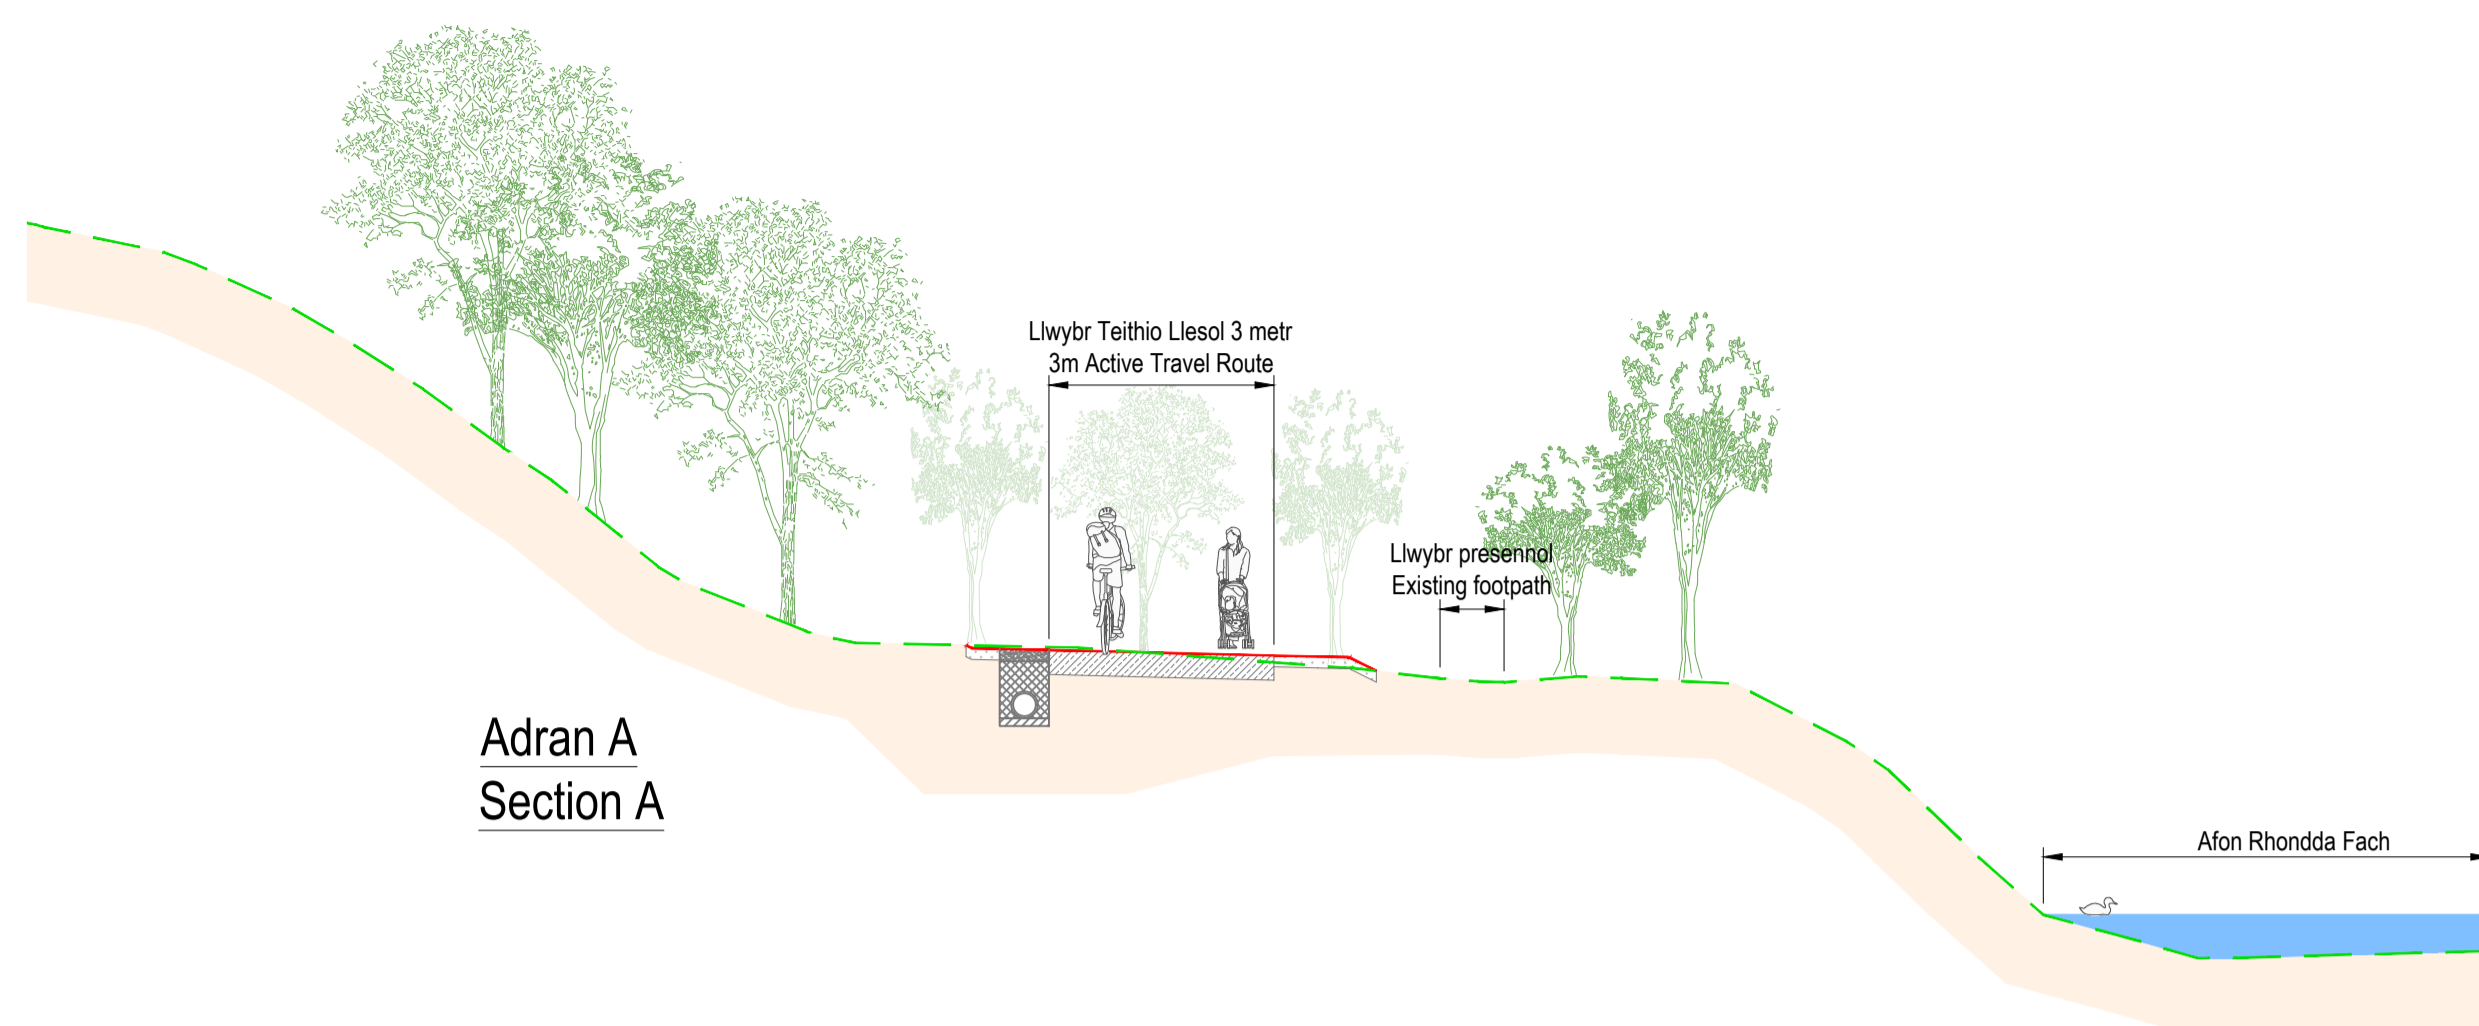 Llwybr Teithio Llesol 3 metr
3m Active Travel Route
Llwybr presennol
Existing footpath
Adran A
Section A
Afon Rhondda Fach